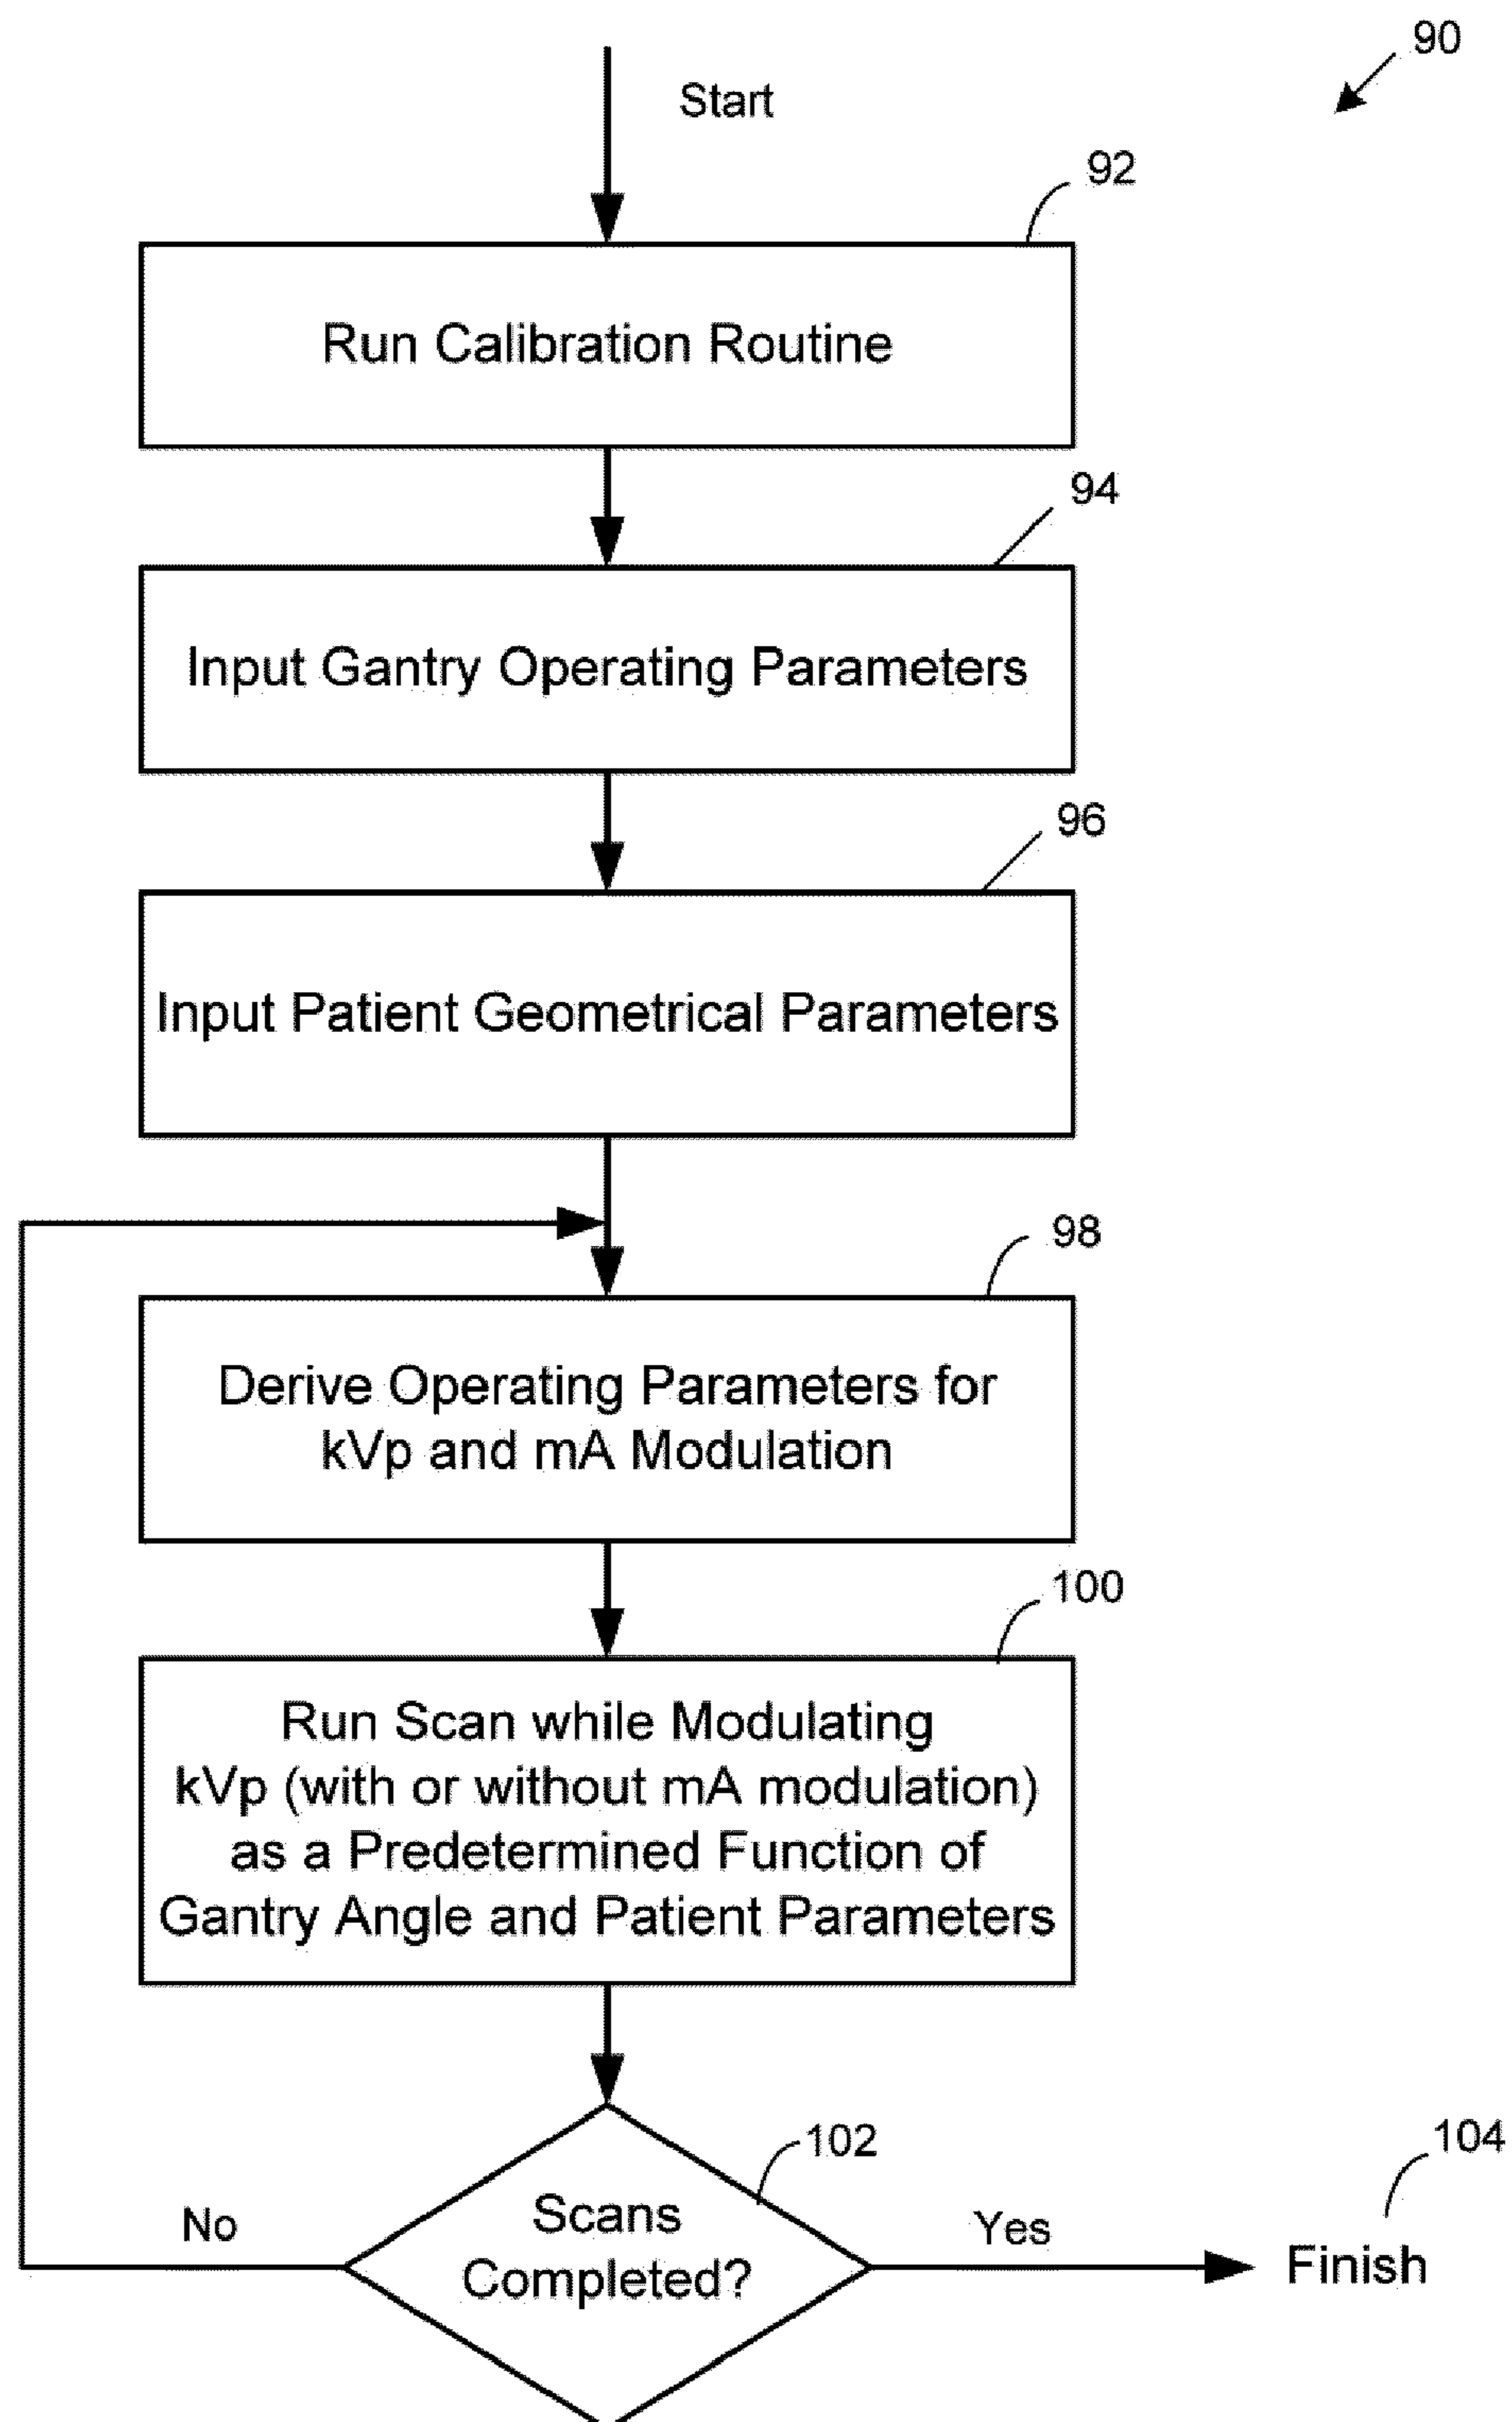 90
Start
92
Run Calibration Routine
94
Input Gantry Operating Parameters
96
Input Patient Geometrical Parameters
98
Derive Operating Parameters for
kVp and mA Modulation
100
Run Scan while Modulating
kVp (with or without mA modulation)
as a Predetermined Function of
Gantry Angle and Patient Parameters
102
104
No
Scans
Completed?
Yes
Finish